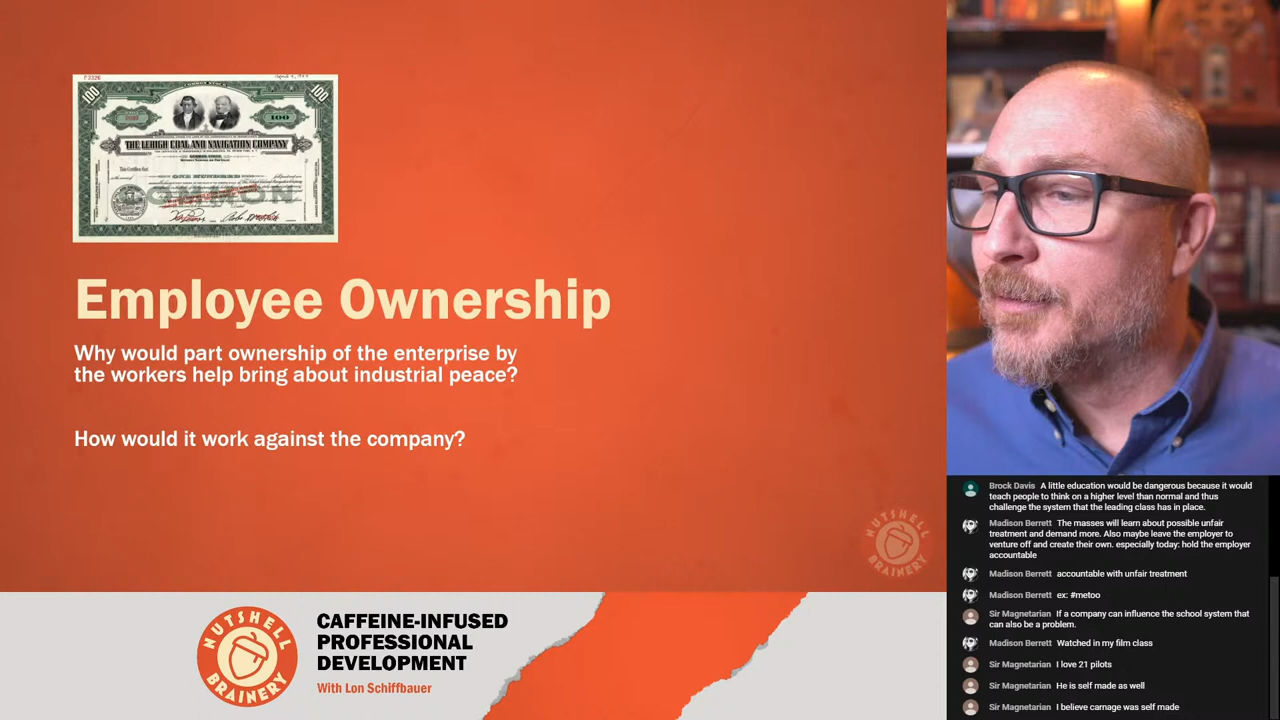 F3326
100
100
100
THE LEHIGH COAL AND NAVIGATION COMPANY
ONE HUNDRED
COMMON
Employee Ownership
Why would part ownership of the enterprise by
the workers help bring about industrial peace?
How would it work against the company?
NUTSHELL
BRAINERY
NUTSHELL
BRAINERY
CAFFEINE-INFUSED
PROFESSIONAL
DEVELOPMENT
With Lon Schiffbauer
Brock Davis A little education would be dangerous because it would
teach people to think on a higher level than normal and thus
challenge the system that the leading class has in place.
Madison Berrett The masses will learn about possible unfair
treatment and demand more. Also maybe leave the employer to
venture off and create their own. especially today: hold the employer
accountable
Madison Berrett accountable with unfair treatment
Madison Berrett ex: #metoo
Sir Magnetarian If a company can influence the school system that
can also be a problem.
Madison Berrett Watched in my film class
Sir Magnetarian I love 21 pilots
Sir Magnetarian He is self made as well
Sir Magnetarian I believe carnage was self made